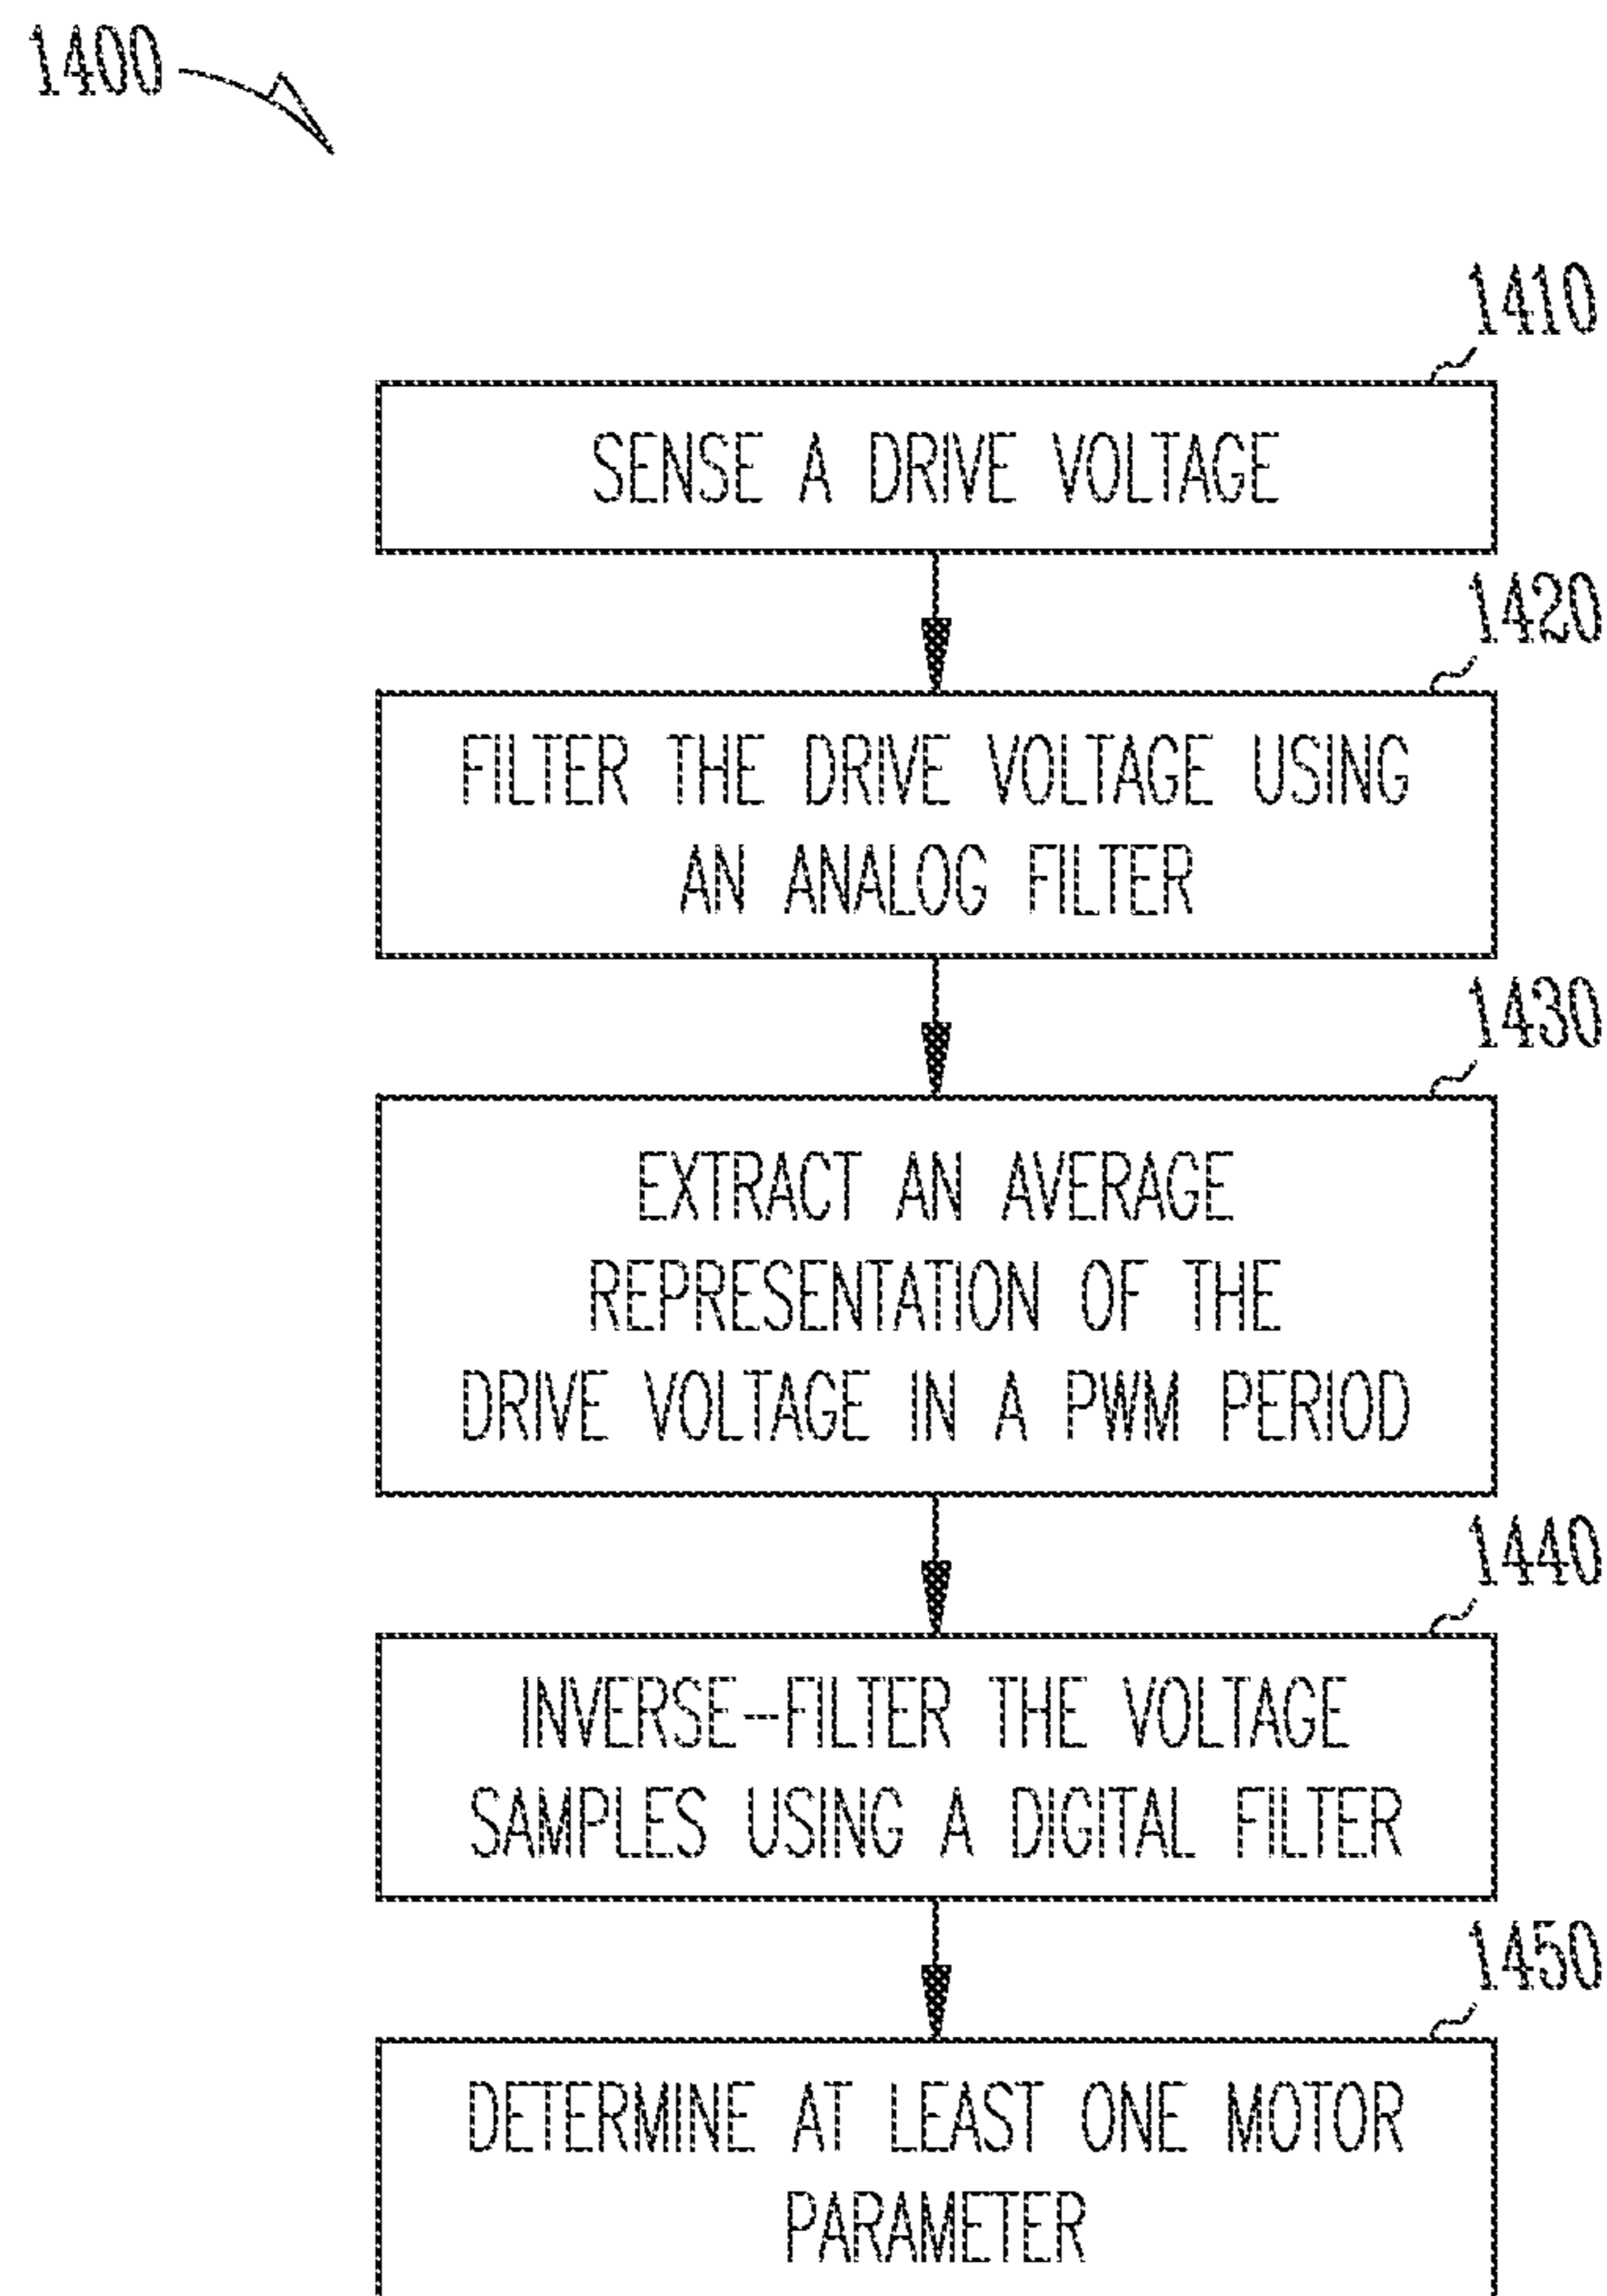 1400
1410
SENSE A DRIVE VOLTAGE
1420
FILTER THE DRIVE VOLTAGE USING
AN ANALOG FILTER
1430
EXTRACT AN AVERAGE
REPRESENTATION OF THE
DRIVE VOLTAGE IN A PWM PERIOD
1440
INVERSE--FILTER THE VOLTAGE
SAMPLES USING A DIGITAL FILTER
1450
DETERMINE AT LEAST ONE MOTOR
PARAMETER